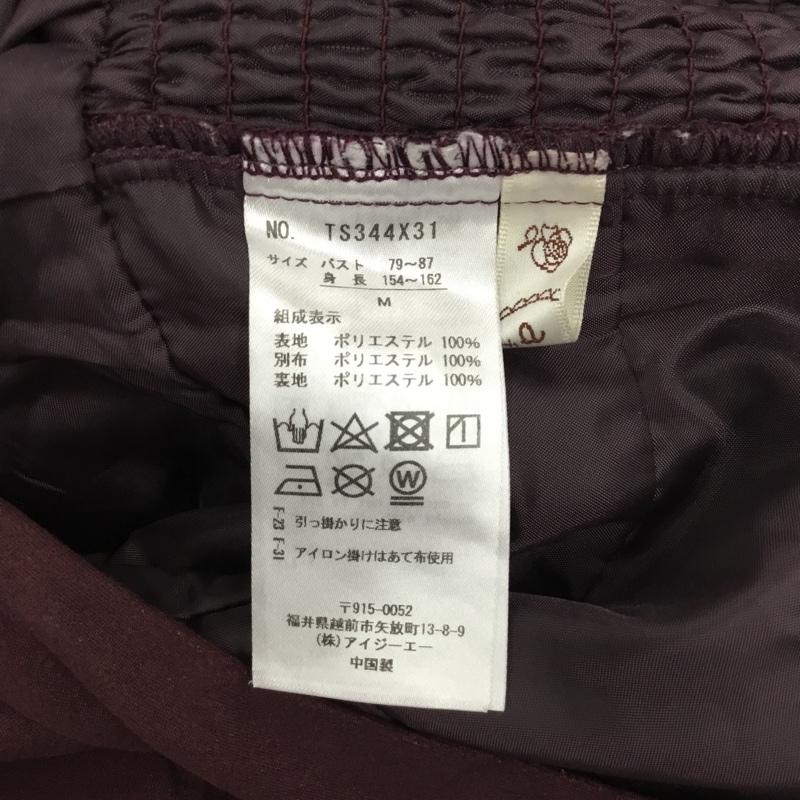 NO. TS344X31
サイズ バスト 79～87
身長 154～162
M
組成表示
表地 ポリエステル 100%
別布 ポリエステル 100%
裏地 ポリエステル 100%
W
F-23 引っ掛かりに注意
F-31 アイロン掛けはあて布使用
〒915-0052
福井県越前市矢放町13-8-9
(株)アイジーエー
中国製